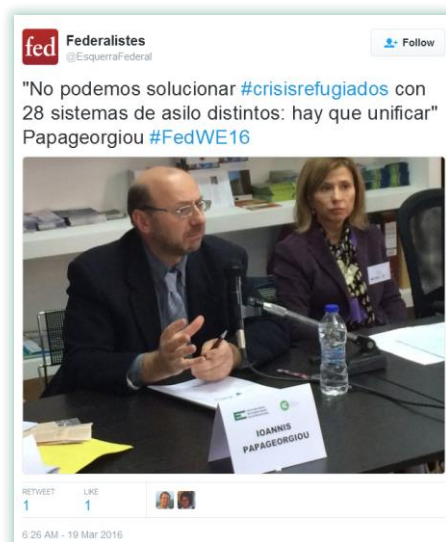 fed
Federalistes
@EsquerraFederal
Follow
"No podemos solucionar #crisisrefugiados con
28 sistemas de asilo distintos: hay que unificar"
Papageorgiou #FedWE16
IOANNIS
PAPAGEORGIOU
RETWEET
LIKE
1
1
6:26 AM - 19 Mar 2016